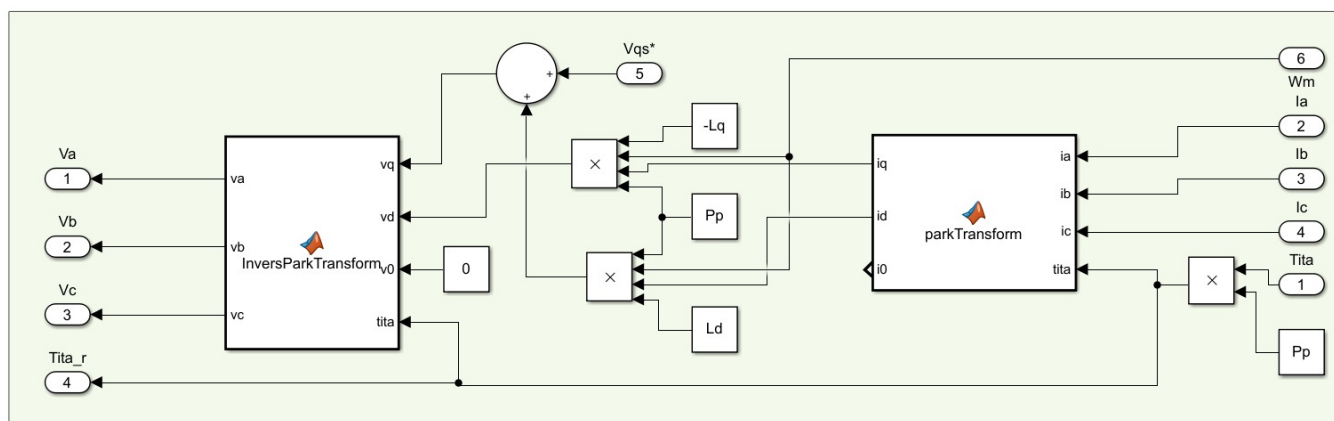 Vqs*
5
+
+
6
Wm
-Lq
Ia
2
Va
1
va
vq
×
iq
ia
Ib
3
ib
Pp
Vb
2
vb
vd
id
parkTransform
ic
Ic
4
InversParkTransform
v0
0
×
i0
tita
×
Tita
1
Vc
3
vc
tita
Ld
Pp
Tita_r
4